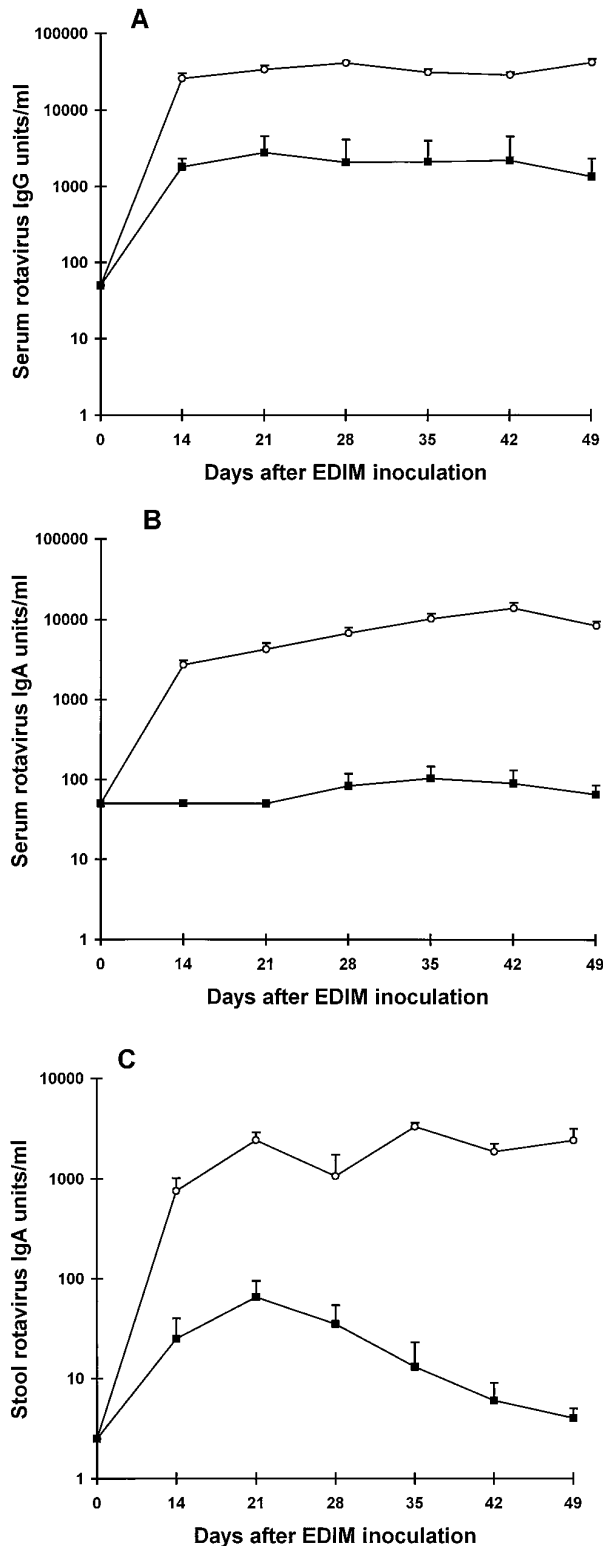 A
100000
10000
1000
100
10
1
Serum rotavirus IgG units/ml
0 14 21 28 35 42 49
Days after EDIM inoculation
B
100000
10000
1000
100
10
1
Serum rotavirus IgA units/ml
0 14 21 28 35 42 49
Days after EDIM inoculation
C
10000
1000
100
10
1
Stool rotavirus IgA units/ml
0 14 21 28 35 42 49
Days after EDIM inoculation